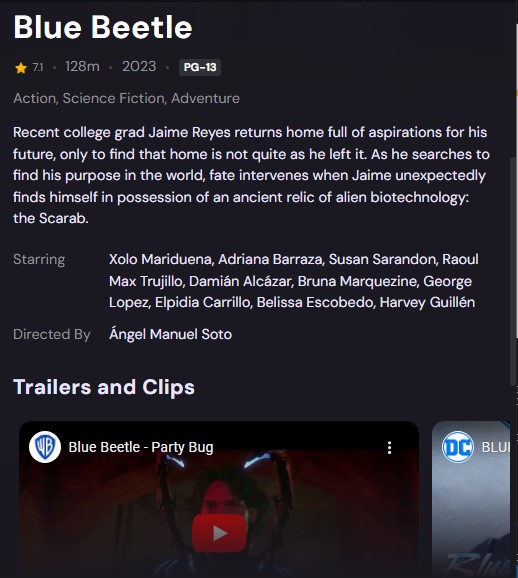 Blue Beetle
7.1 • 128m • 2023 • PG-13
Action, Science Fiction, Adventure
Recent college grad Jaime Reyes returns home full of aspirations for his
future, only to find that home is not quite as he left it. As he searches to
find his purpose in the world, fate intervenes when Jaime unexpectedly
finds himself in possession of an ancient relic of alien biotechnology:
the Scarab.
Starring Xolo Mariduena, Adriana Barraza, Susan Sarandon, Raoul
Max Trujillo, Damián Alcázar, Bruna Marquezine, George
Lopez, Elpidia Carrillo, Belissa Escobedo, Harvey Guillén
Directed By Ángel Manuel Soto
Trailers and Clips
WB Blue Beetle - Party Bug
DC BLU